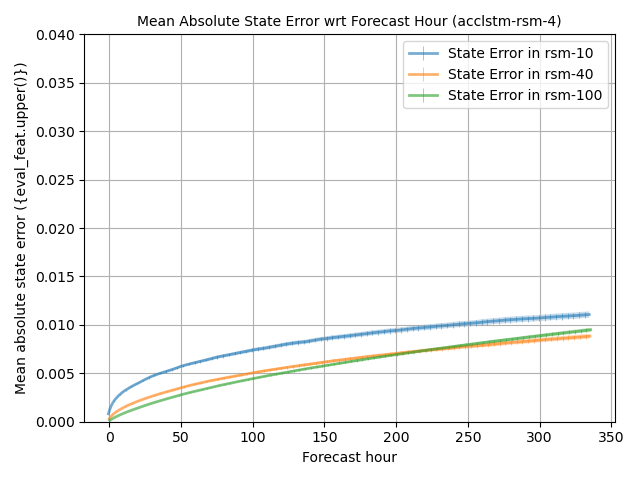 Mean Absolute State Error wrt Forecast Hour (acclstm-rsm-4)
Mean absolute state error ({eval_feat.upper()})
0.040
0.035
0.030
0.025
0.020
0.015
0.010
0.005
0.000
State Error in rsm-10
State Error in rsm-40
State Error in rsm-100
0 50 100 150 200 250 300 350
Forecast hour